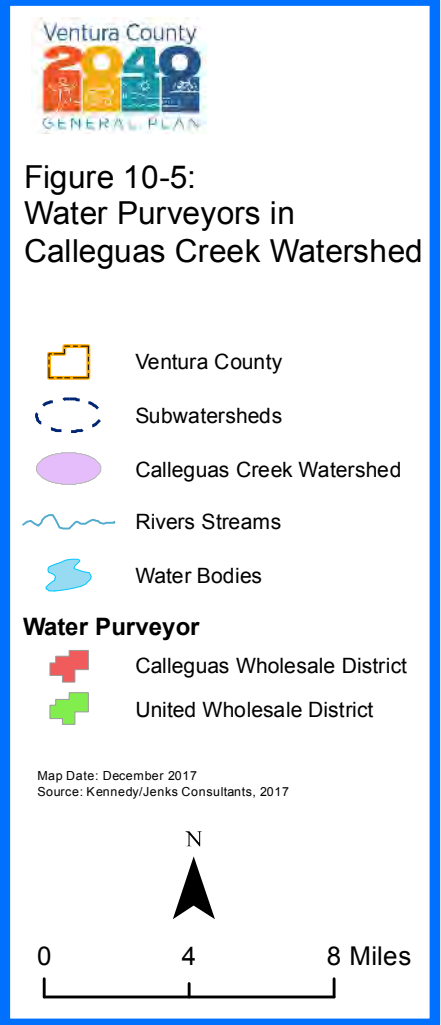 Ventura County
2040
GENERAL PLAN
Figure 10-5:
Water Purveyors in
Calleguas Creek Watershed
Ventura County
Subwatersheds
Calleguas Creek Watershed
Rivers Streams
Water Bodies
Water Purveyor
Calleguas Wholesale District
United Wholesale District
Map Date: December 2017
Source: Kennedy/Jenks Consultants, 2017
N
0 4 8 Miles